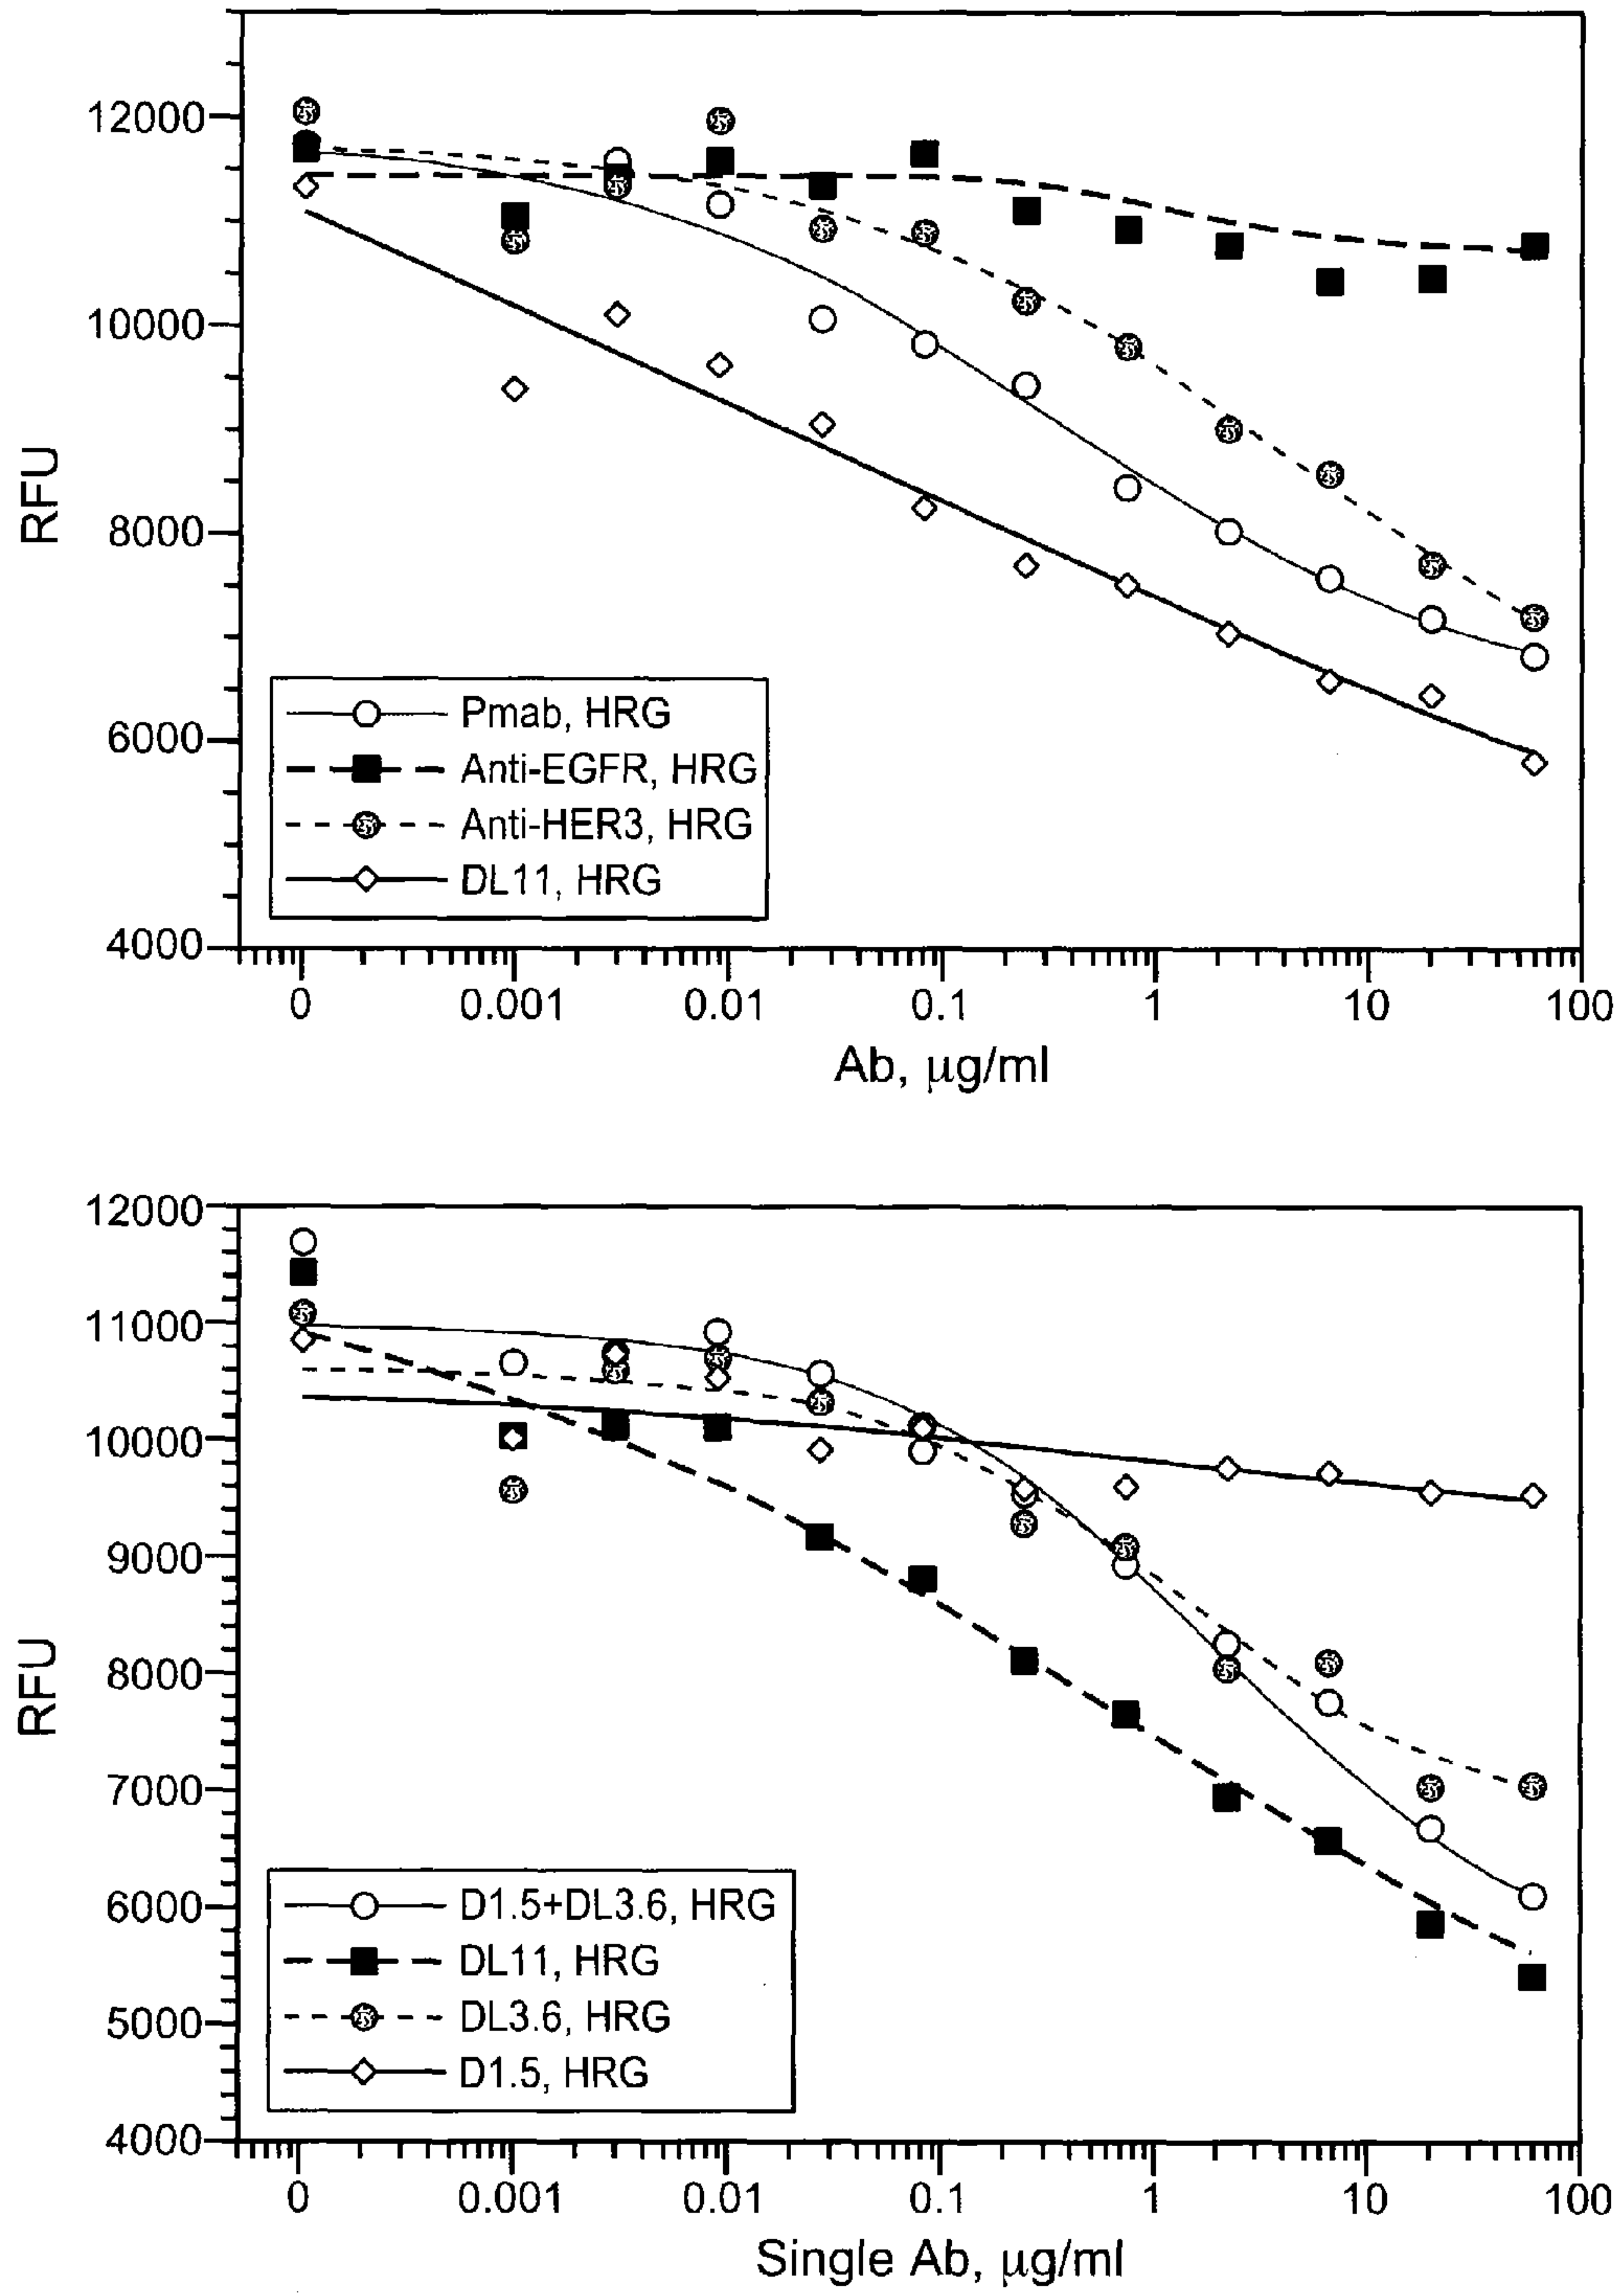 12000
10000
8000
6000
4000
RFU
Pmab, HRG
Anti-EGFR, HRG
Anti-HER3, HRG
DL11, HRG
0 0.001 0.01 0.1 1 10 100
Ab, μg/ml
12000
11000
10000
9000
8000
7000
6000
5000
4000
RFU
D1.5+DL3.6, HRG
DL11, HRG
DL3.6, HRG
D1.5, HRG
0 0.001 0.01 0.1 1 10 100
Single Ab, μg/ml